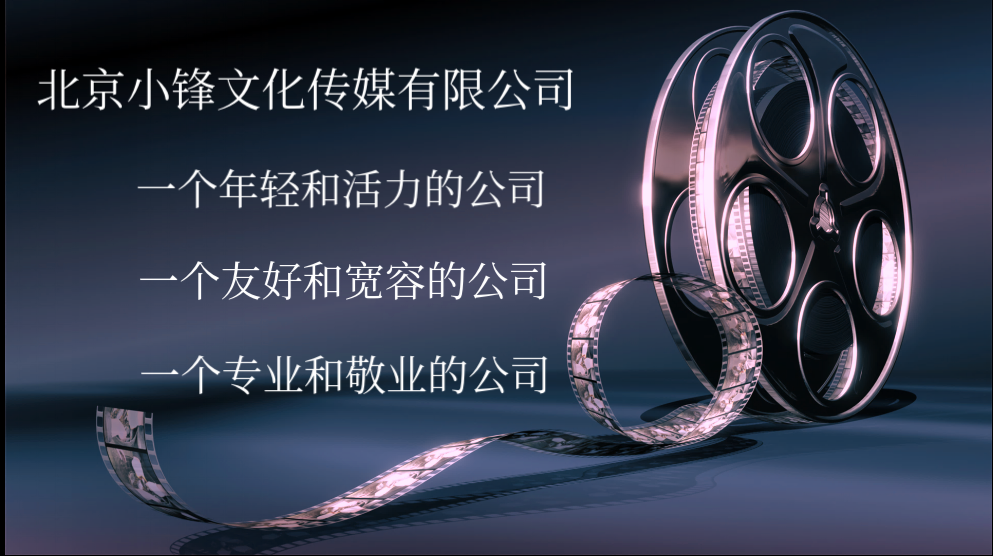 北京小锋文化传媒有限公司
一个年轻和活力的公司
一个友好和宽容的公司
一个专业和敬业的公司